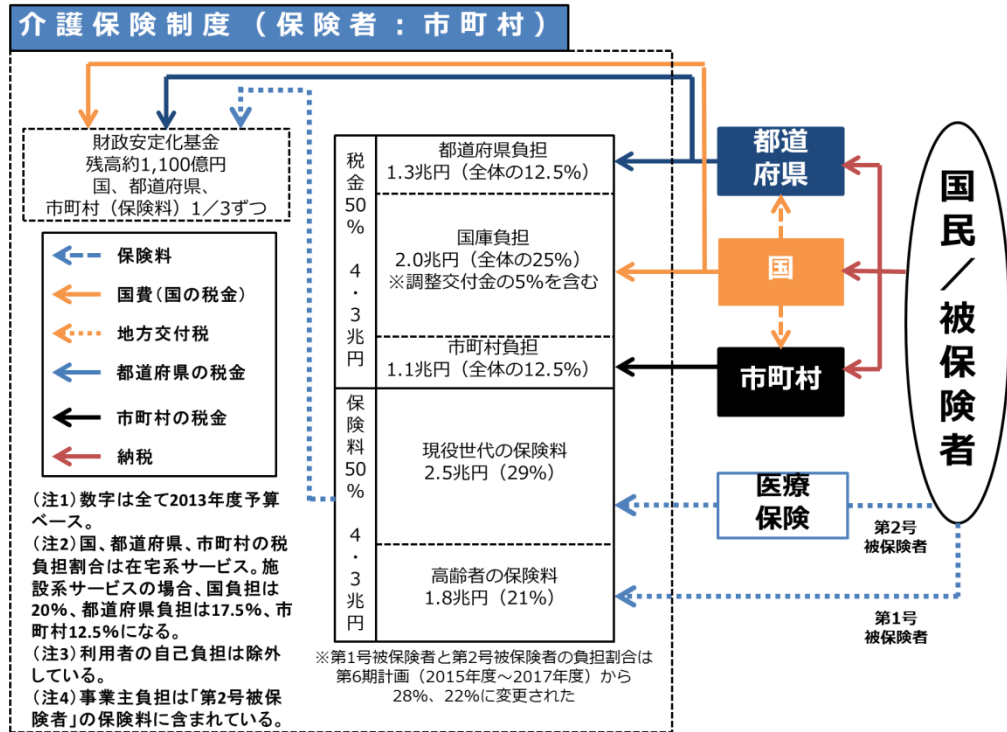 介護保険制度（保険者：市町村）
財政安定化基金
残高約1,100億円
国、都道府県、
市町村（保険料）1／3ずつ
保険料
国費（国の税金）
地方交付税
都道府県の税金
市町村の税金
納税
（注1）数字は全て2013年度予算
ベース。
（注2）国、都道府県、市町村の税
負担割合は在宅系サービス。施
設系サービスの場合、国負担は
20%、都道府県負担は17.5%、市
町村12.5%になる。
（注3）利用者の自己負担は除外
している。
（注4）事業主負担は「第2号被保
険者」の保険料に含まれている。
税金50%　4・3兆円
都道府県負担
1.3兆円（全体の12.5%）
国庫負担
2.0兆円（全体の25%）
※調整交付金の5%を含む
市町村負担
1.1兆円（全体の12.5%）
保険料50%　4・3兆円
現役世代の保険料
2.5兆円（29%）
高齢者の保険料
1.8兆円（21%）
※第1号被保険者と第2号被保険者の負担割合は
第6期計画（2015年度～2017年度）から
28%、22%に変更された
都道
府県
国
市町村
医療
保険
国民／被保険者
第2号
被保険者
第1号
被保険者